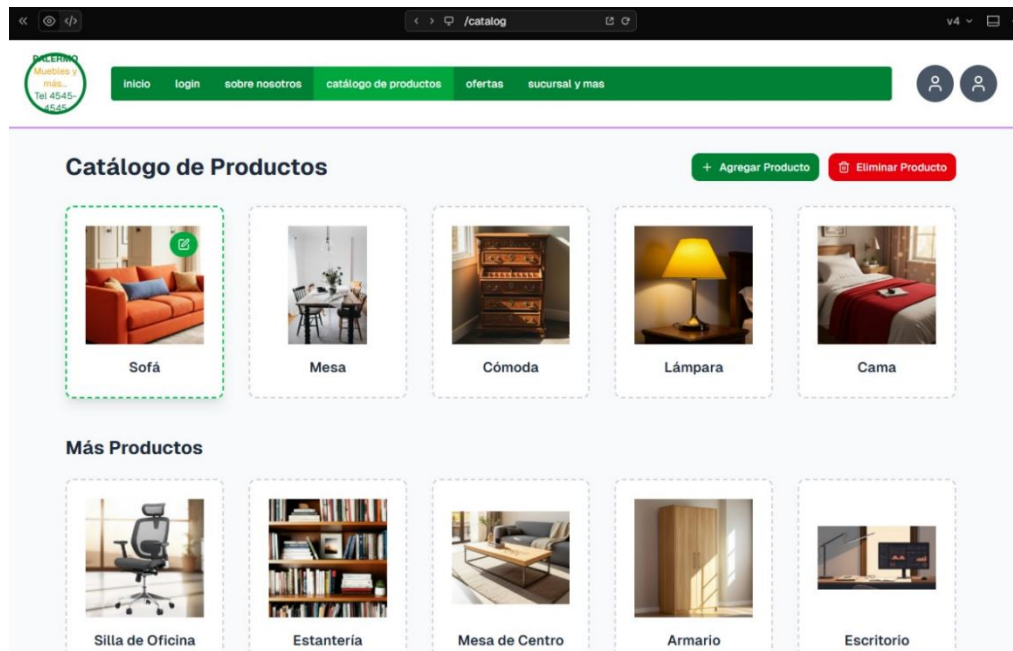 /catalog
v4
PALERMO
Muebles y
más...
Tel 4545-
4545
inicio login sobre nosotros catálogo de productos ofertas sucursal y mas
Catálogo de Productos
+ Agregar Producto
Eliminar Producto
Sofá Mesa Cómoda Lámpara Cama
Más Productos
Silla de Oficina Estantería Mesa de Centro Armario Escritorio